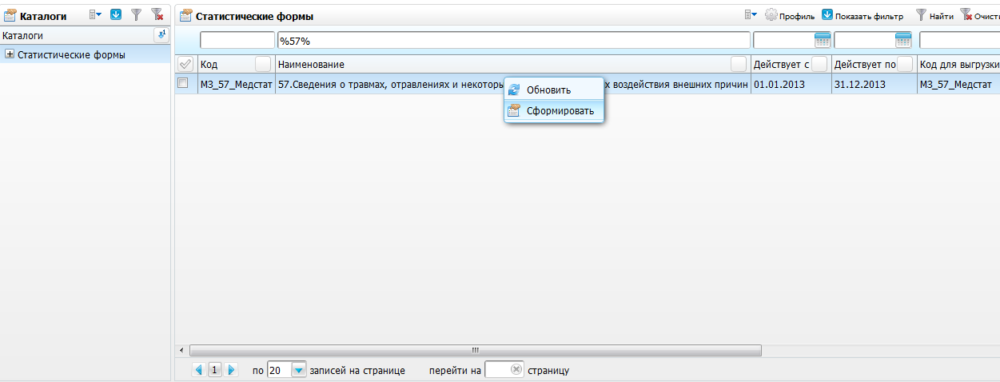 Каталоги
Каталоги
Статистические формы
Статистические формы
Профиль Показать фильтр Найти Очисти
%57%
Код Наименование Действует с Действует по Код для выгрузки
МЗ_57_Медстат 57.Сведения о травмах, отравлениях и некоторы х воздействия внешних причин 01.01.2013 31.12.2013 МЗ_57_Медстат
Обновить
Сформировать
1 по 20 записей на странице перейти на страницу